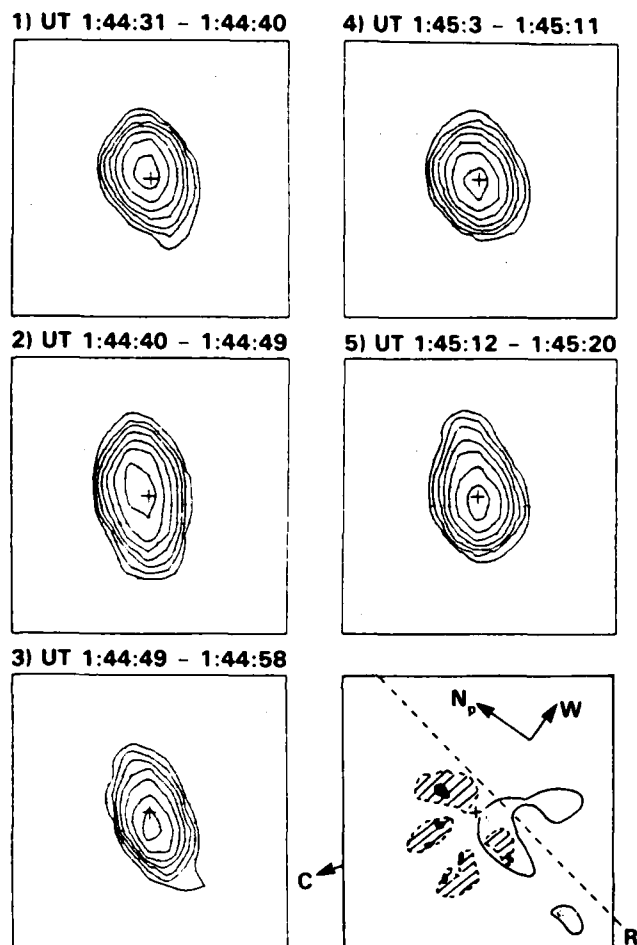 1) UT 1:44:31 – 1:44:40
4) UT 1:45:3 – 1:45:11
2) UT 1:44:40 – 1:44:49
5) UT 1:45:12 – 1:45:20
3) UT 1:44:49 – 1:44:58
Np
W
C
R